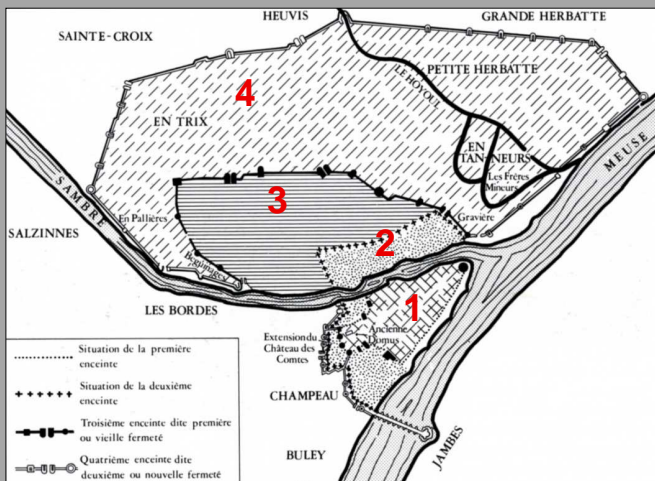 HEUVIS
GRANDE HERBATTE
SAINTE-CROIX
PETITE HERBATTE
4
LE HOYOUL
EN TRIX
EN
TANNEURS
MEUSE
Les Frères
Mineurs
SAMBRE
3
En Pallières
Gravière
2
SALZINNES
Béguinages
LES BORDES
1
Ancienne
Domus
Extension du
Château des
Comtes
CHAMPEAU
BULEY
JAMBES
Situation de la première
enceinte
Situation de la deuxième
enceinte
Troisième enceinte dite première
ou vieille fermeté
Quatrième enceinte dite
deuxième ou nouvelle fermeté